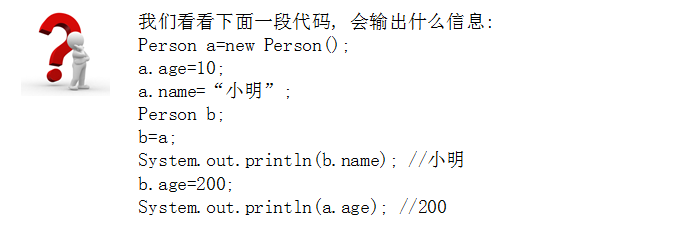 我们看看下面一段代码, 会输出什么信息:
Person a=new Person();
a.age=10;
a.name=“小明”;
Person b;
b=a;
System.out.println(b.name); //小明
b.age=200;
System.out.println(a.age); //200